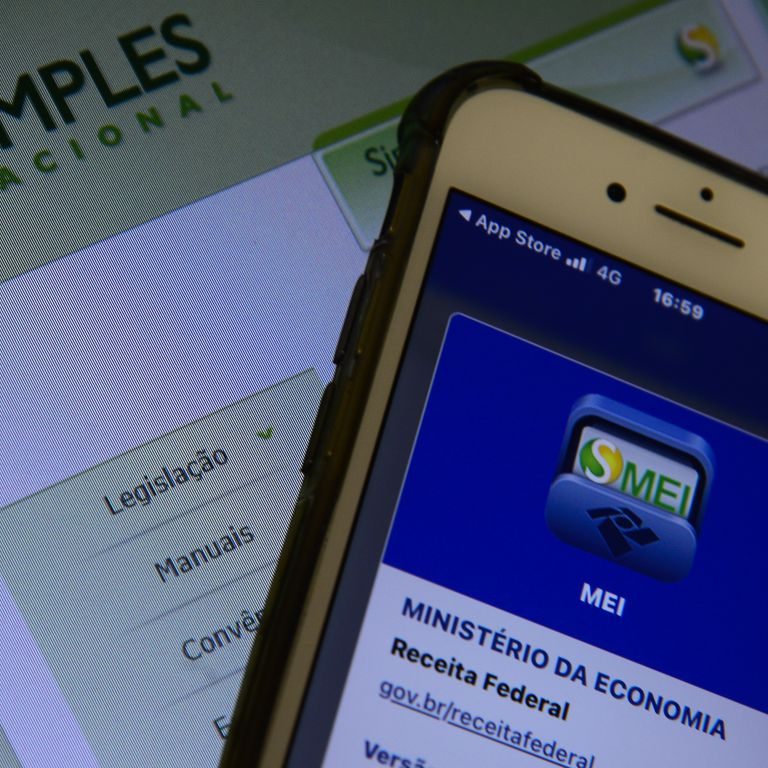 MPLES
ACIONAL
Legislação
Manuais
App Store 4G 16:59
MEI
MEI
MINISTÉRIO DA ECONOMIA
Receita Federal
gov.br/receitafederal